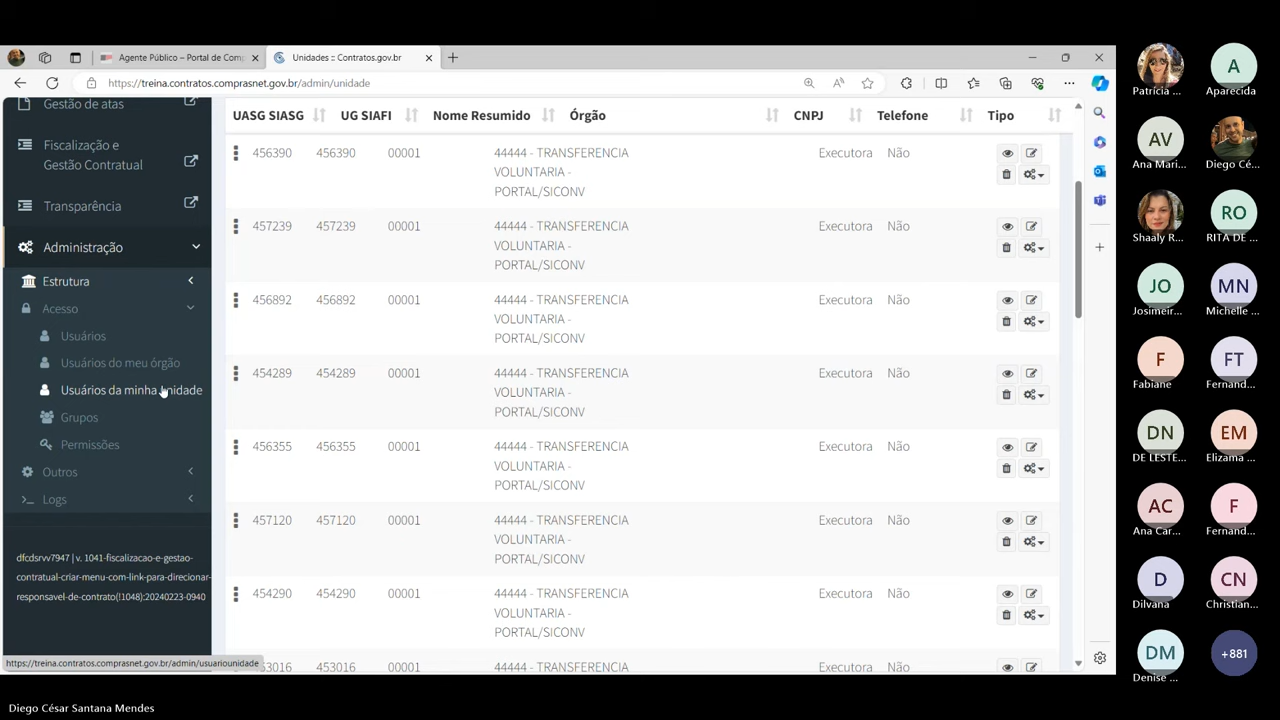 Agente Público – Portal de Com
Unidades :: Contratos.gov.br
https://treina.contratos.comprasnet.gov.br/admin/unidade
Gestão de atas
Fiscalização e
Gestão Contratual
Transparência
Administração
Estrutura
Acesso
Usuários
Usuários do meu órgão
Usuários da minha unidade
Grupos
Permissões
Outros
Logs
dfcdsrvv7947 | v. 1041-fiscalizacao-e-gestao-
contratual-criar-menu-com-link-para-direcionar-
responsavel-de-contrato(!1048):20240223-0940
https://treina.contratos.comprasnet.gov.br/admin/usuariounidade
UASG SIASG UG SIAFI Nome Resumido Órgão CNPJ Telefone Tipo
456390 456390 00001 44444 - TRANSFERENCIA Executora Não
VOLUNTARIA -
PORTAL/SICONV
457239 457239 00001 44444 - TRANSFERENCIA Executora Não
VOLUNTARIA -
PORTAL/SICONV
456892 456892 00001 44444 - TRANSFERENCIA Executora Não
VOLUNTARIA -
PORTAL/SICONV
454289 454289 00001 44444 - TRANSFERENCIA Executora Não
VOLUNTARIA -
PORTAL/SICONV
456355 456355 00001 44444 - TRANSFERENCIA Executora Não
VOLUNTARIA -
PORTAL/SICONV
457120 457120 00001 44444 - TRANSFERENCIA Executora Não
VOLUNTARIA -
PORTAL/SICONV
454290 454290 00001 44444 - TRANSFERENCIA Executora Não
VOLUNTARIA -
PORTAL/SICONV
453016 00001 44444 - TRANSFERENCIA Executora Não
A
Patricia ... Aparecida
AV
Ana Mari... Diego Cé...
RO
Shaaly R... RITA DE ...
JO MN
Josimeir... Michelle ...
F FT
Fabiane Fernand...
DN EM
DE LESTE... Elizama ...
AC F
Ana Car... Fernand...
D CN
Dilvana Christian...
DM +881
Denise ...
Diego César Santana Mendes